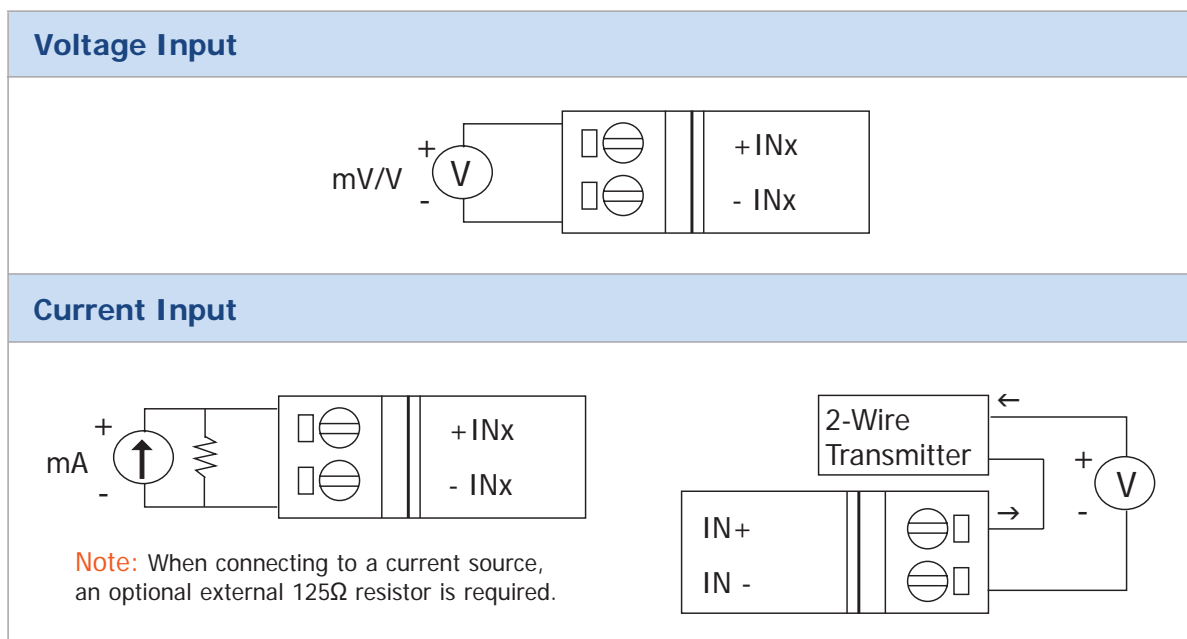 Voltage Input
mV/V
+
V
-
+INx
- INx
Current Input
mA
+
-
+INx
- INx
Note: When connecting to a current source,
an optional external 125Ω resistor is required.
2-Wire
Transmitter
←
+
V
-
→
IN+
IN -